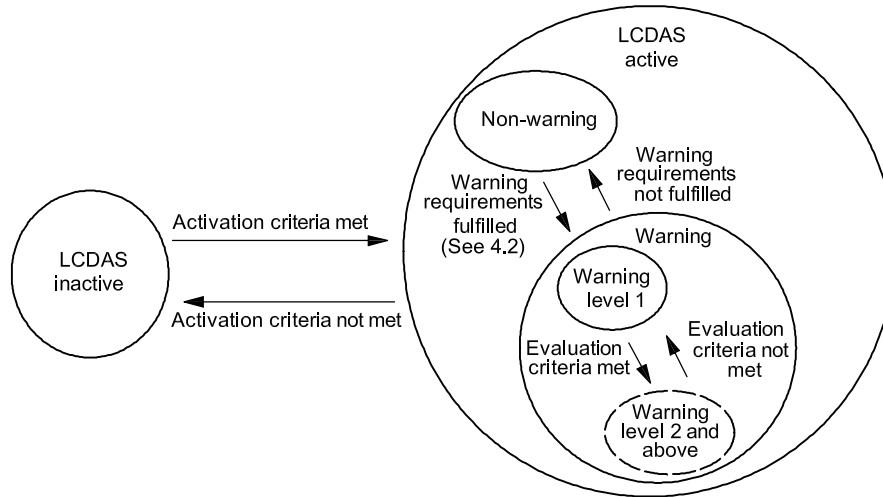 LCDAS
active
Non-warning
Warning
requirements
fulfilled
(See 4.2)
Warning
requirements
not fulfilled
Activation criteria met
LCDAS
inactive
Activation criteria not met
Warning
Warning
level 1
Evaluation
criteria met
Evaluation
criteria not
met
Warning
level 2 and
above